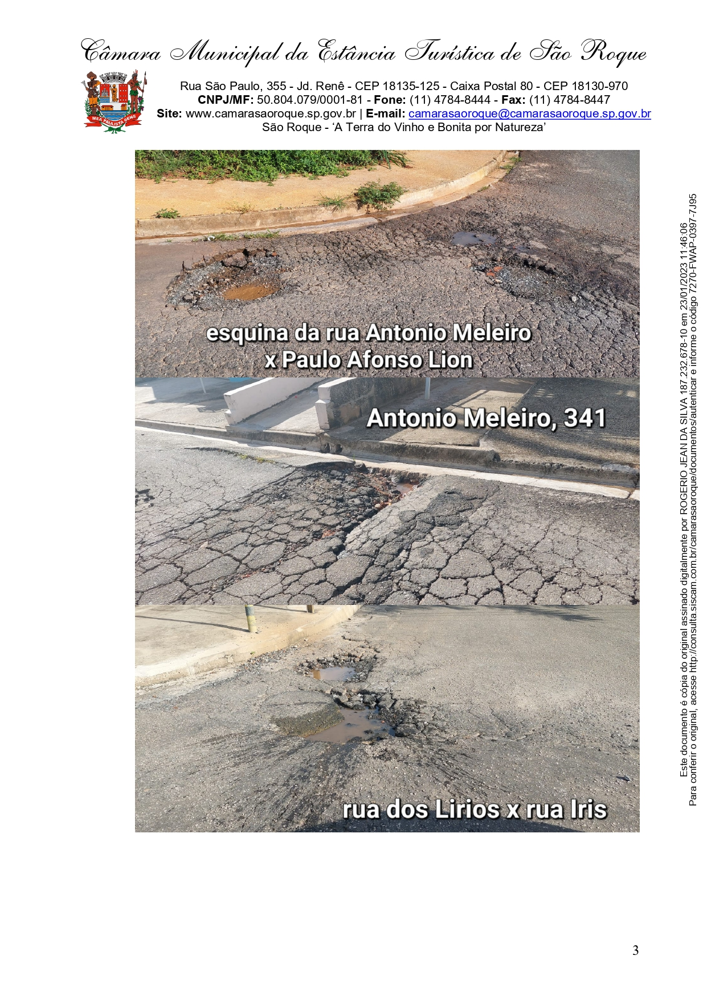 Câmara Municipal da Estância Turística de São Roque
Rua São Paulo, 355 - Jd. Renê - CEP 18135-125 - Caixa Postal 80 - CEP 18130-970
CNPJ/MF: 50.804.079/0001-81 - Fone: (11) 4784-8444 - Fax: (11) 4784-8447
Site: www.camarasaoroque.sp.gov.br | E-mail: camarasaoroque@camarasaoroque.sp.gov.br
São Roque - ‘A Terra do Vinho e Bonita por Natureza’
MEA PAULISTA GENS
esquina da rua Antonio Meleiro
x Paulo Afonso Lion
Antonio Meleiro, 341
rua dos Lirios x rua Iris
Este documento é cópia do original assinado digitalmente por ROGERIO JEAN DA SILVA 187.232.678-10 em 23/01/2023 11:46:06
Para conferir o original, acesse http://consulta.siscam.com.br/camarasaoroque/documentos/autenticar e informe o código 7270-FWAP-0397-7J95
3